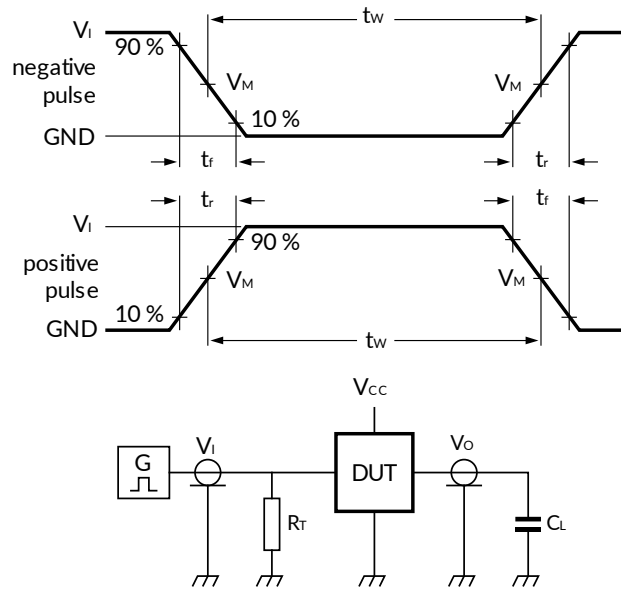 VI
tW
90 %
negative
pulse
VM
VM
10 %
GND
tf
tr
tr
tf
VI
90 %
positive
pulse
VM
VM
10 %
GND
tW
VCC
VI
VO
G
DUT
RT
CL